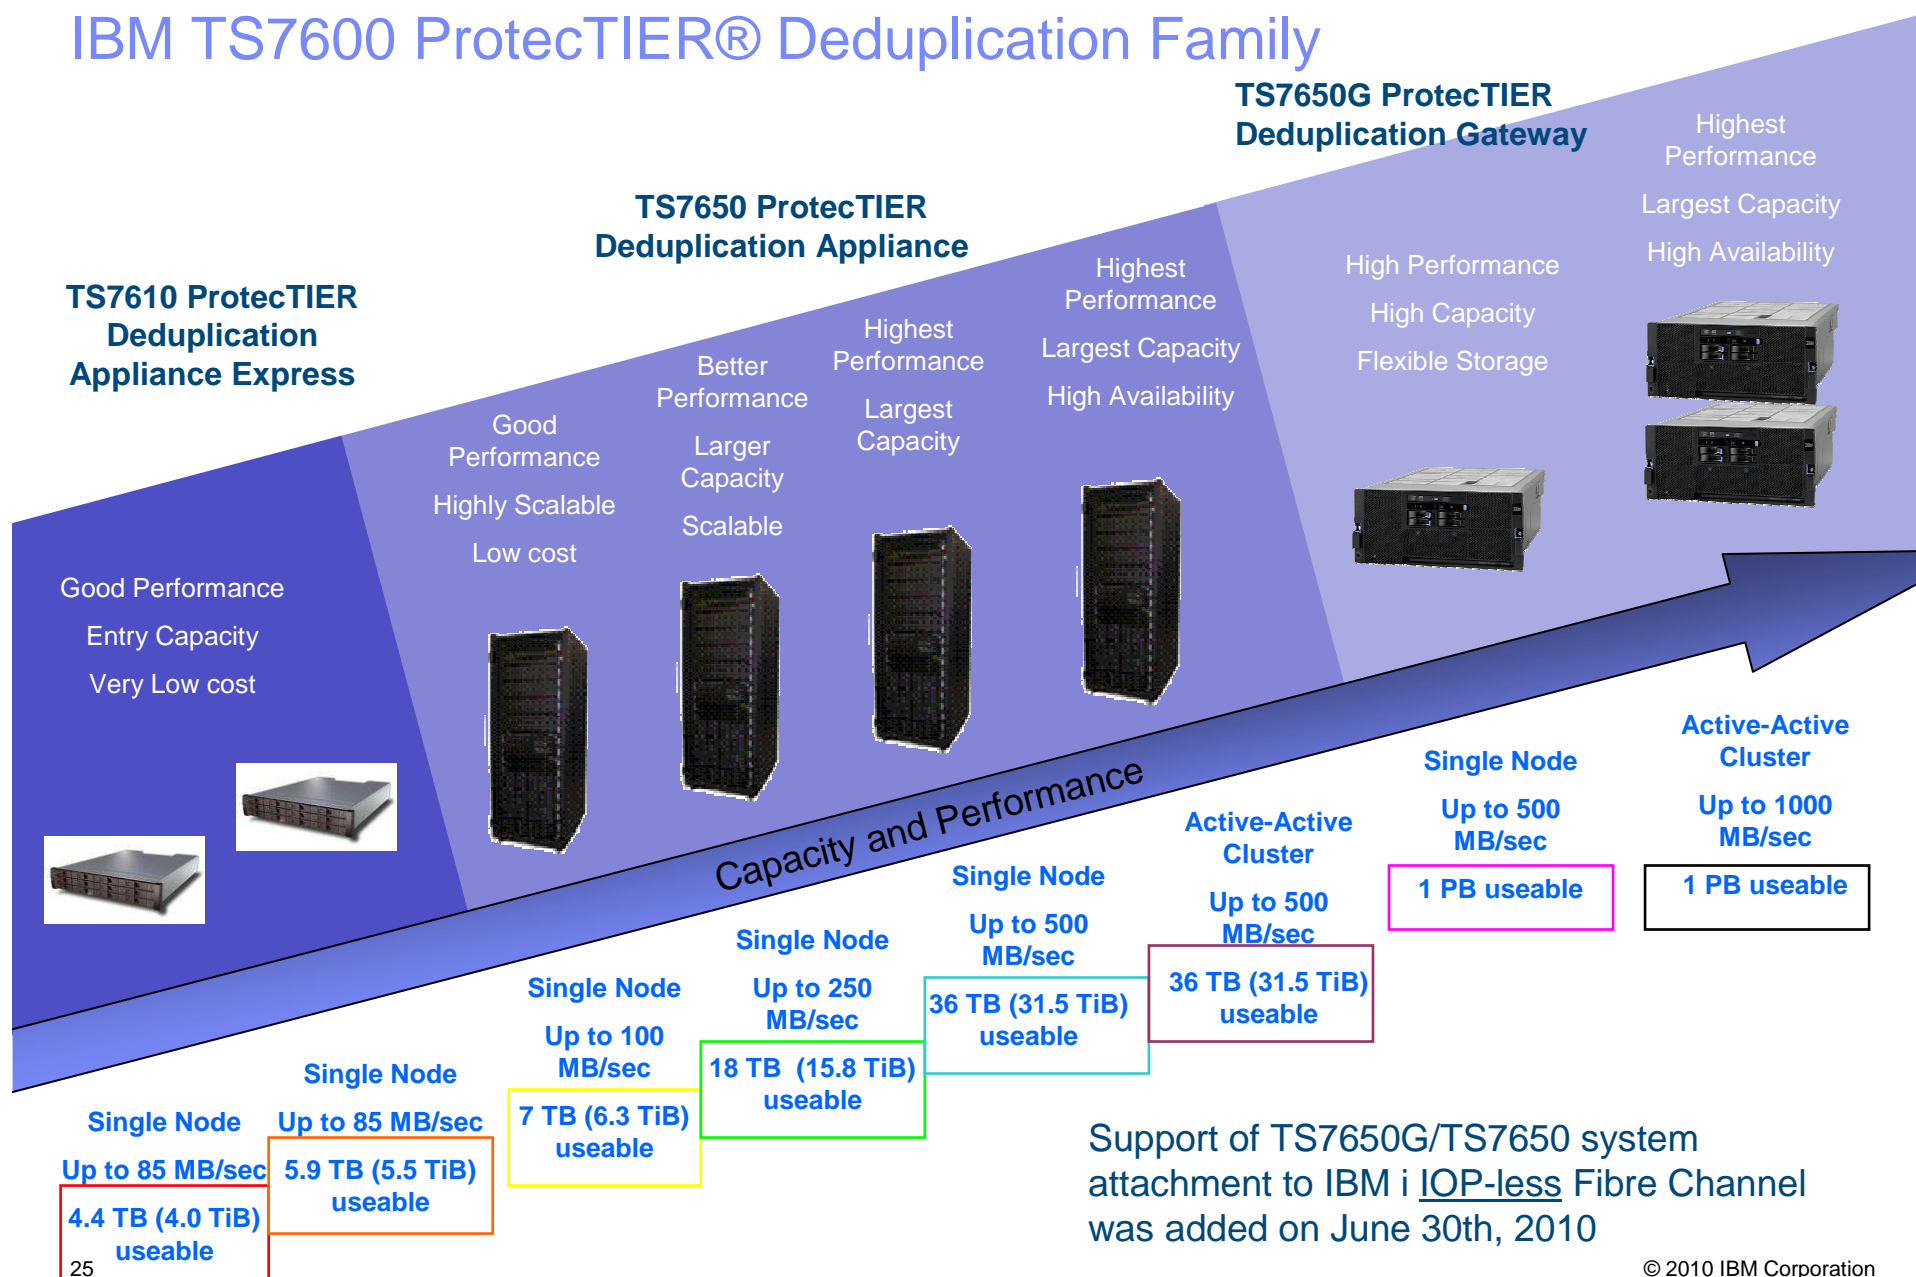 IBM TS7600 ProtecTIER® Deduplication Family
TS7650G ProtecTIER
Deduplication Gateway
Highest
Performance
Largest Capacity
High Availability
TS7650 ProtecTIER
Deduplication Appliance
High Performance
High Capacity
Flexible Storage
Highest
Performance
Largest Capacity
High Availability
TS7610 ProtecTIER
Deduplication
Appliance Express
Highest
Performance
Largest
Capacity
Better
Performance
Larger
Capacity
Scalable
Good
Performance
Highly Scalable
Low cost
Good Performance
Entry Capacity
Very Low cost
Capacity and Performance
Single Node
Up to 85 MB/sec
4.4 TB (4.0 TiB)
useable
Single Node
Up to 85 MB/sec
5.9 TB (5.5 TiB)
useable
Single Node
Up to 100
MB/sec
7 TB (6.3 TiB)
useable
Single Node
Up to 250
MB/sec
18 TB (15.8 TiB)
useable
Single Node
Up to 500
MB/sec
36 TB (31.5 TiB)
useable
Active-Active
Cluster
Up to 500
MB/sec
36 TB (31.5 TiB)
useable
Single Node
Up to 500
MB/sec
1 PB useable
Active-Active
Cluster
Up to 1000
MB/sec
1 PB useable
Support of TS7650G/TS7650 system
attachment to IBM i IOP-less Fibre Channel
was added on June 30th, 2010
25
© 2010 IBM Corporation